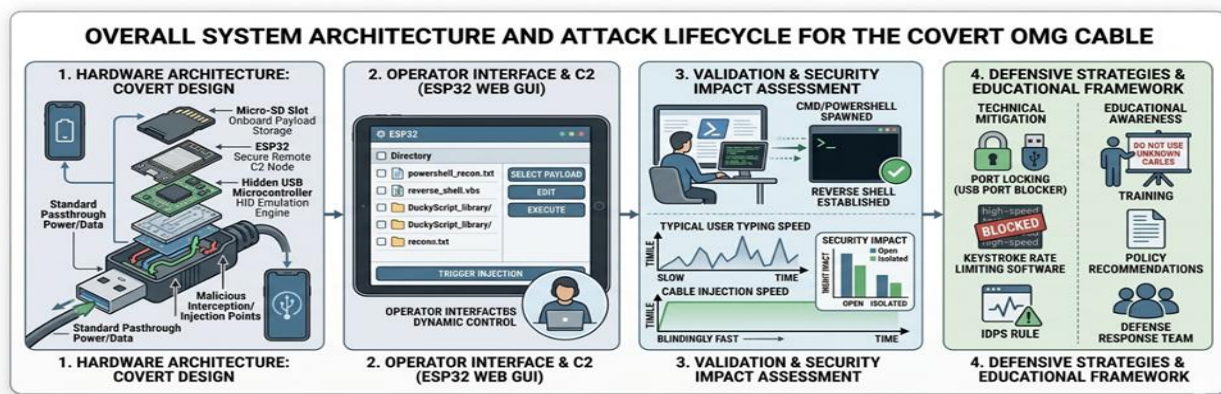 OVERALL SYSTEM ARCHITECTURE AND ATTACK LIFECYCLE FOR THE COVERT OMG CABLE
1. HARDWARE ARCHITECTURE:
COVERT DESIGN
Micro-SD Slot
Onboard Payload
Storage
ESP32
Secure Remote
C2 Node
Hidden USB
Microcontroller
HID Emulation
Engine
Standard
Passthrough
Power/Data
Malicious
Interception/
Injection Points
Standard Pasthrough
Power/Data
1. HARDWARE ARCHITECTURE:
COVERT DESIGN
2. OPERATOR INTERFACE & C2
(ESP32 WEB GUI)
ESP32
Directory
powershell_recon.txt
reverse_shell.vbs
DuckyScript_library/
DuckyScript_library/
reconn.txt
SELECT PAYLOAD
EDIT
EXECUTE
TRIGGER INJECTION
OPERATOR INTERFACTES
DYNAMIC CONTROL
2. OPERATOR INTERFACE & C2
(ESP32 WEB GUI)
3. VALIDATION & SECURITY
IMPACT ASSESSMENT
CMD/POWERSHELL
SPAWNED
>_
REVERSE SHELL
ESTABLISHED
TYPICAL USER TYPING SPEED
TIMILE
SLOW
TIME
CABLE INJECTION SPEED
TIMILE
BLINDINGLY FAST
TIME
SECURITY IMPACT
Open
Isolated
OPEN
ISOLATED
3. VALIDATION & SECURITY
IMPACT ASSESSMENT
4. DEFENSIVE STRATEGIES &
EDUCATIONAL FRAMEWORK
TECHNICAL
MITIGATION
PORT LOCKING
(USB PORT BLOCKER)
high-speed
BLOCKED
high-speed
KEYSTROKE RATE
LIMITING SOFTWARE
IDPS RULE
EDUCATIONAL
AWARENESS
DO NOT USE
UNKNOWN
CARLES
TRAINING
POLICY
RECOMMENDATIONS
DEFENSE
RESPONSE TEAM
4. DEFENSIVE STRATEGIES &
EDUCATIONAL FRAMEWORK